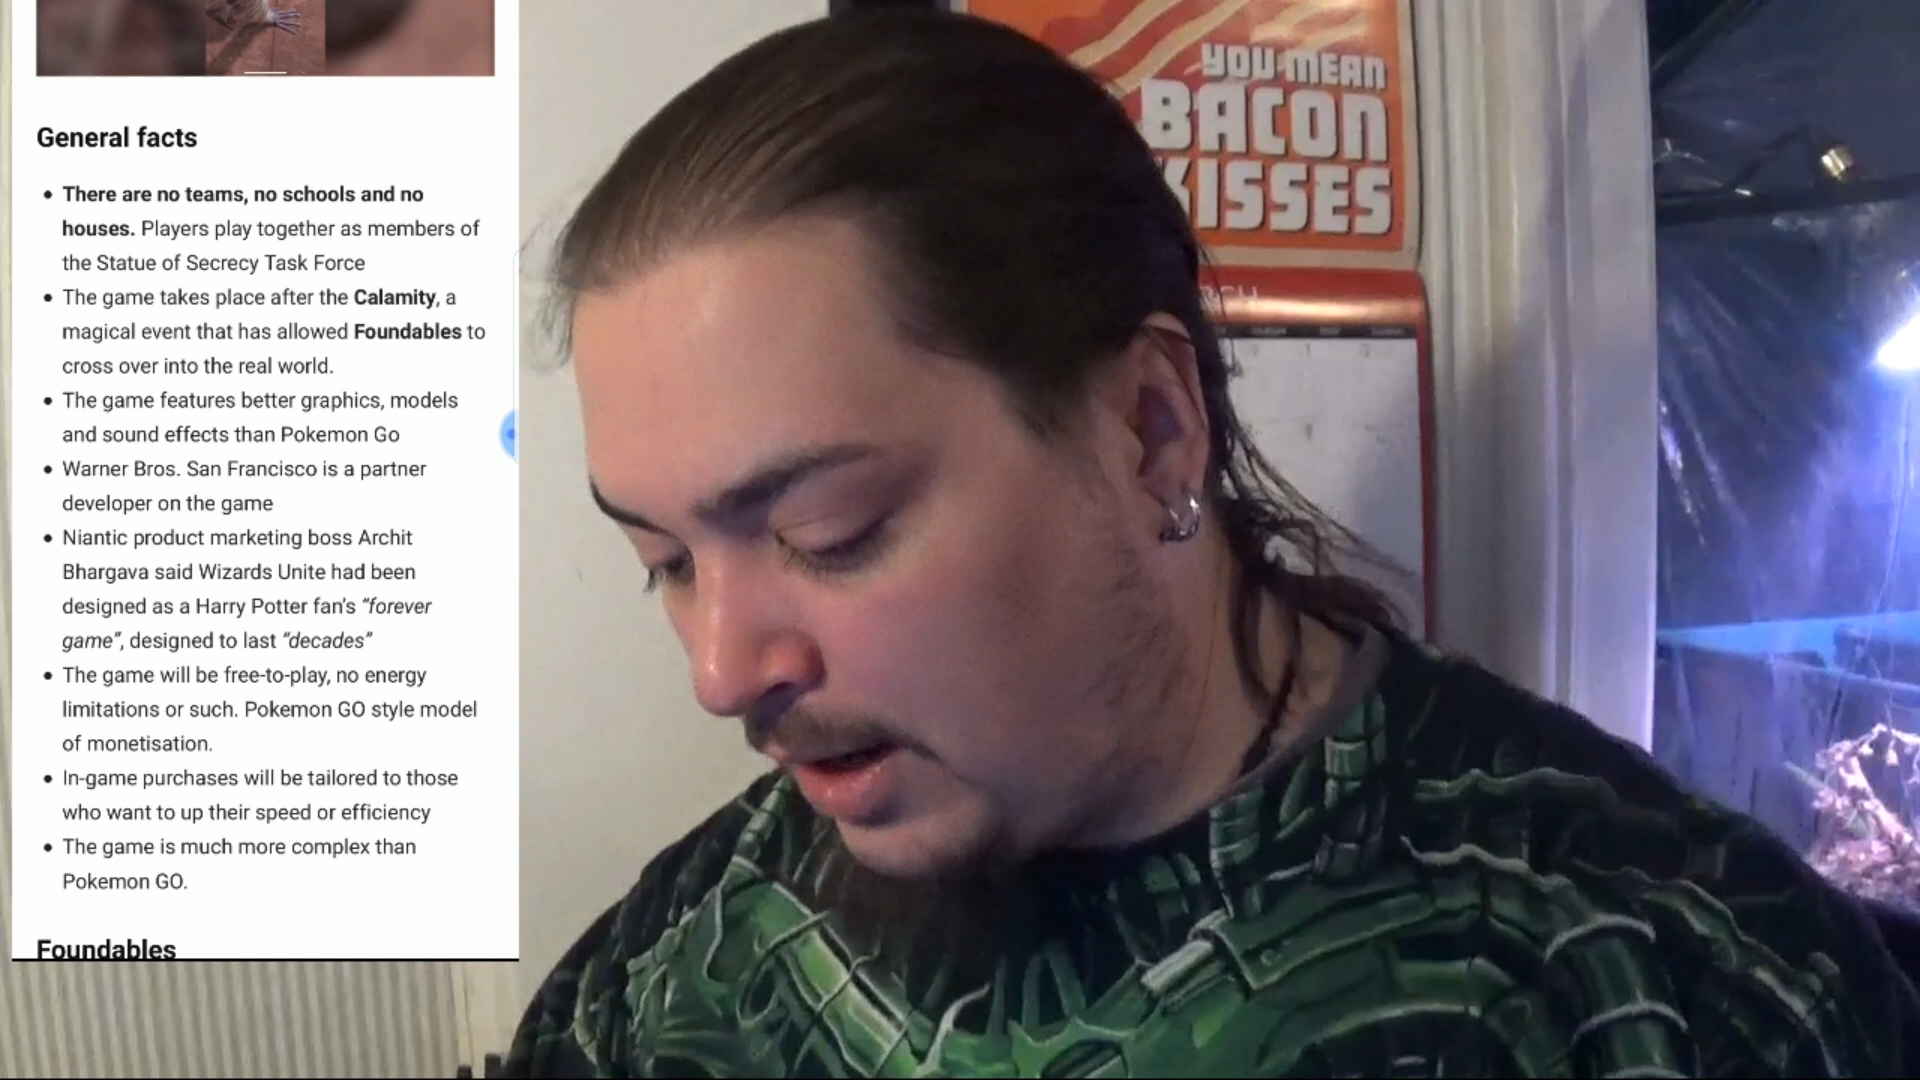 General facts
There are no teams, no schools and no
houses. Players play together as members of
the Statue of Secrecy Task Force
The game takes place after the Calamity, a
magical event that has allowed Foundables to
cross over into the real world.
The game features better graphics, models
and sound effects than Pokemon Go
Warner Bros. San Francisco is a partner
developer on the game
Niantic product marketing boss Archit
Bhargava said Wizards Unite had been
designed as a Harry Potter fan's “forever
game”, designed to last “decades”
The game will be free-to-play, no energy
limitations or such. Pokemon GO style model
of monetisation.
In-game purchases will be tailored to those
who want to up their speed or efficiency
The game is much more complex than
Pokemon GO.
Foundables
YOU MEAN
BACON
KISSES